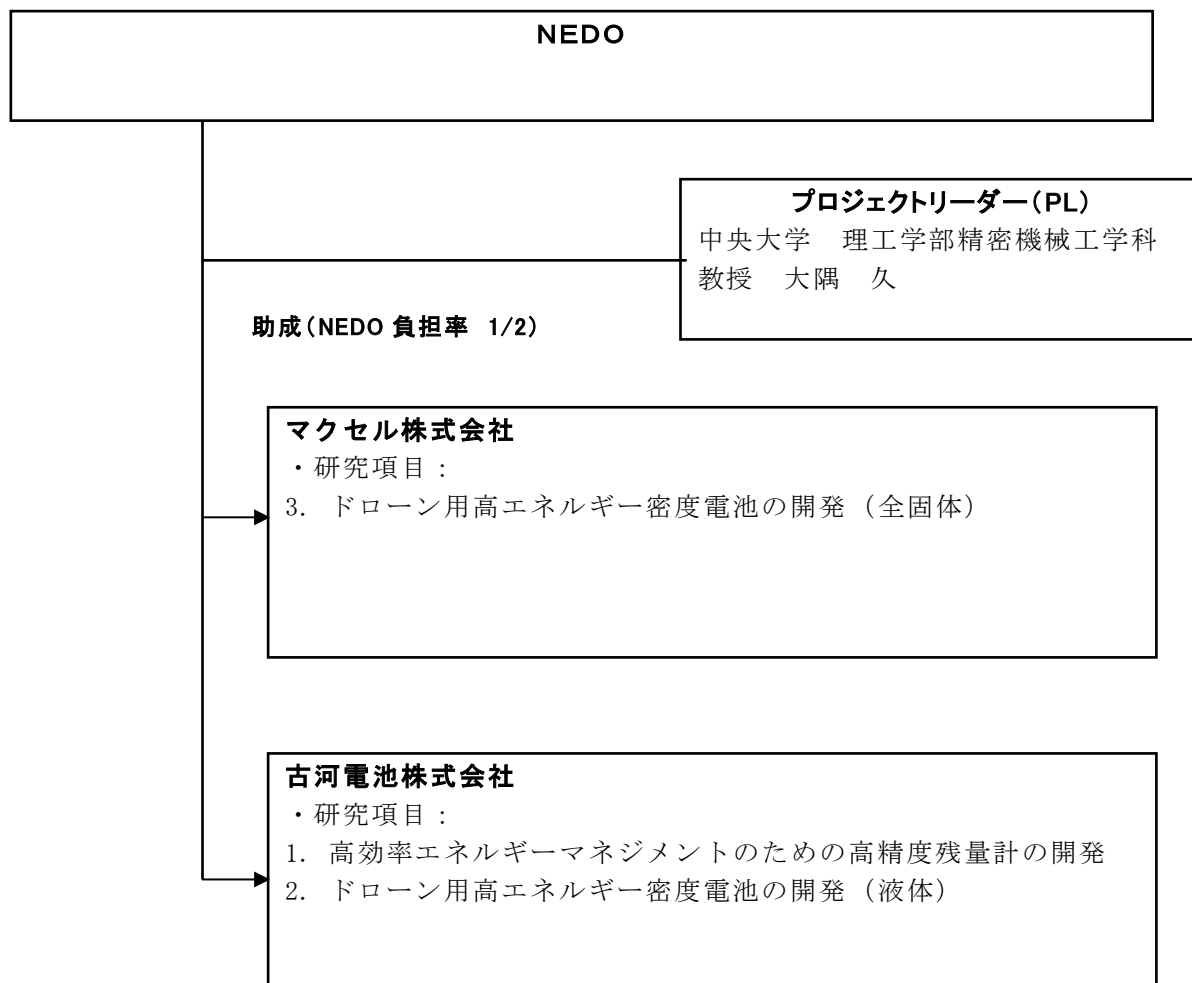 NEDO
プロジェクトリーダー（PL）
中央大学　理工学部精密機械工学科
教授　大隅　久
助成（NEDO 負担率　1/2）
マクセル株式会社
・研究項目：
3. ドローン用高エネルギー密度電池の開発（全固体）
古河電池株式会社
・研究項目：
1. 高効率エネルギーマネジメントのための高精度残量計の開発
2. ドローン用高エネルギー密度電池の開発（液体）